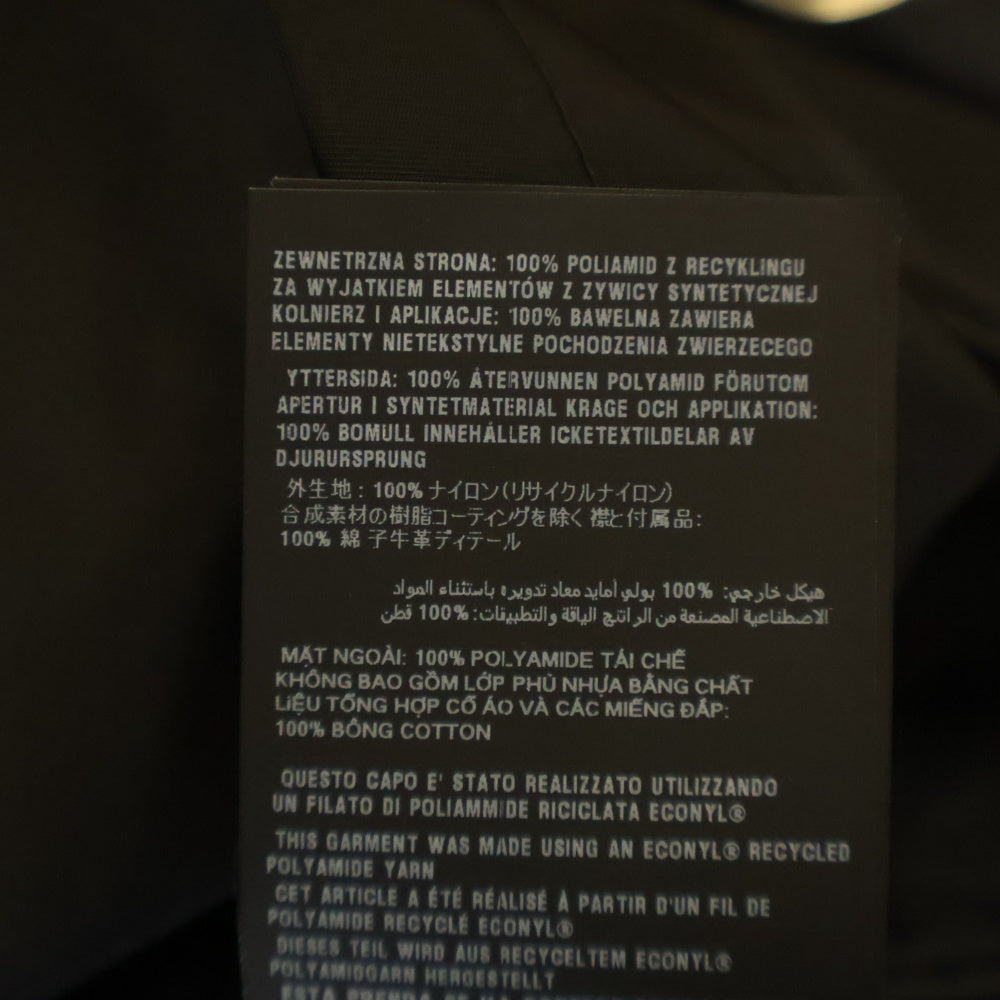 ZEWNETRZNA STRONA: 100% POLIAMID Z RECYKLINGU
ZA WYJATKIEM ELEMENTÓW Z ZYWICY SYNTETYCZNEJ
KOLNIERZ I APLIKACJE: 100% BAWELNA ZAWIERA
ELEMENTY NIETEKSTYLNE POCHODZENIA ZWIERZECEGO
YTTERSIDA: 100% ÅTERVUNNEN POLYAMID FÖRUTOM
APERTUR I SYNTETMATERIAL KRAGE OCH APPLIKATION:
100% BOMULL INNEHÅLLER ICKETEXTILDELAR AV
DJURURSPRUNG
外生地: 100% ナイロン(リサイクルナイロン)
合成素材の樹脂コーティングを除く 襟と付属品:
100% 綿 子牛革ディテール
هيكل خارجي: 100% بولي أمايد معاد تدويره باستثناء المواد
الاصطناعية المصنعة من الراتنج الياقة والتطبيقات: 100% قطن
MẶT NGOÀI: 100% POLYAMIDE TÁI CHẾ
KHÔNG BAO GỒM LỚP PHỦ NHỰA BẰNG CHẤT
LIỆU TỔNG HỢP CỔ ÁO VÀ CÁC MIẾNG ĐẮP:
100% BÔNG COTTON
QUESTO CAPO E' STATO REALIZZATO UTILIZZANDO
UN FILATO DI POLIAMMIDE RICICLATA ECONYL®
THIS GARMENT WAS MADE USING AN ECONYL® RECYCLED
POLYAMIDE YARN
CET ARTICLE A ÉTÉ RÉALISÉ À PARTIR D'UN FIL DE
POLYAMIDE RECYCLÉ ECONYL®
DIESES TEIL WIRD AUS RECYCELTEM ECONYL®
POLYAMIDGARN HERGESTELLT
ESTA PRENDA